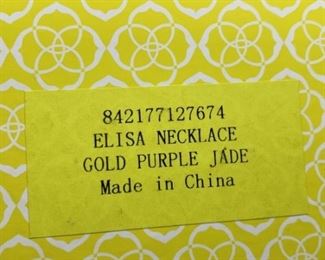 842177127674
ELISA NECKLACE
GOLD PURPLE JADE
Made in China